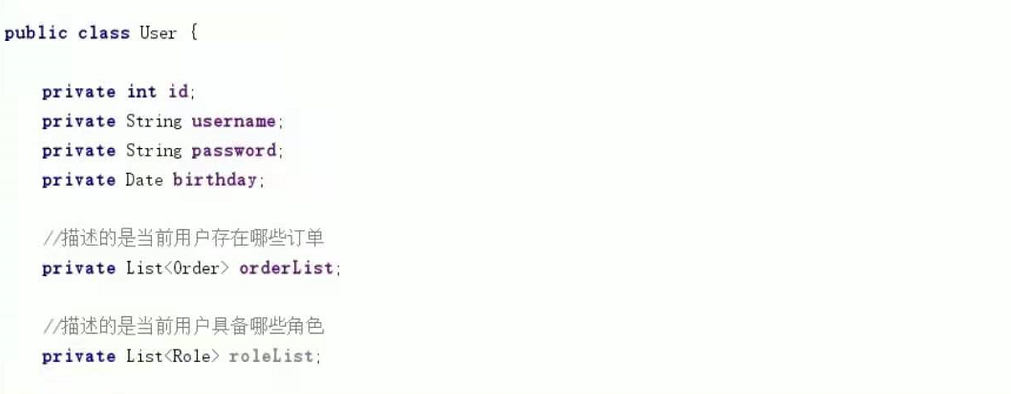 public class User {
private int id;
private String username;
private String password;
private Date birthday;
//描述的是当前用户存在哪些订单
private List<Order> orderList;
//描述的是当前用户具备哪些角色
private List<Role> roleList;